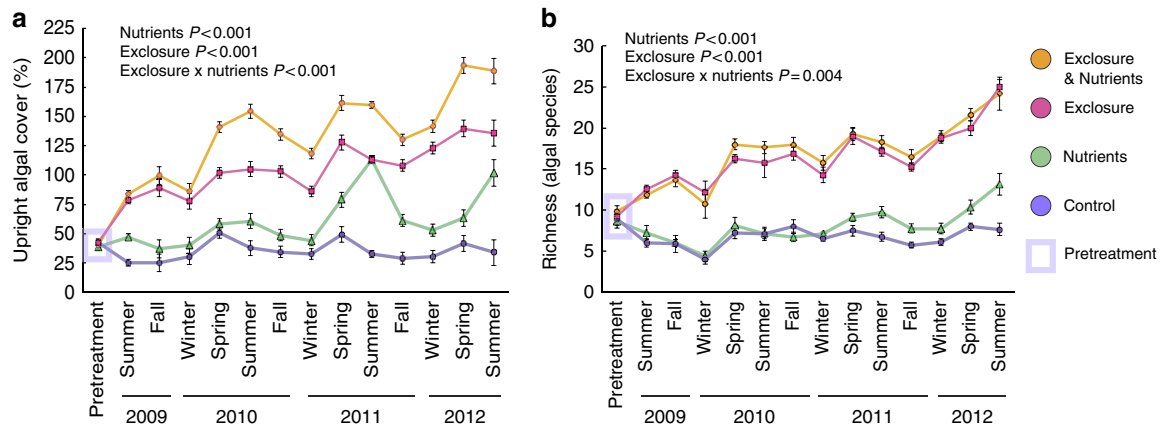 a
225
200
175
150
125
100
75
50
25
0
Upright algal cover (%)
Nutrients P<0.001
Exclosure P<0.001
Exclosure x nutrients P<0.001
Pretreatment
Summer
Fall
Winter
Spring
Summer
Fall
Winter
Spring
Summer
Fall
Winter
Spring
Summer
2009
2010
2011
2012
b
30
25
20
15
10
5
0
Richness (algal species)
Nutrients P<0.001
Exclosure P<0.001
Exclosure x nutrients P=0.004
Pretreatment
Summer
Fall
Winter
Spring
Summer
Fall
Winter
Spring
Summer
Fall
Winter
Spring
Summer
2009
2010
2011
2012
Exclosure
& Nutrients
Exclosure
Nutrients
Control
Pretreatment